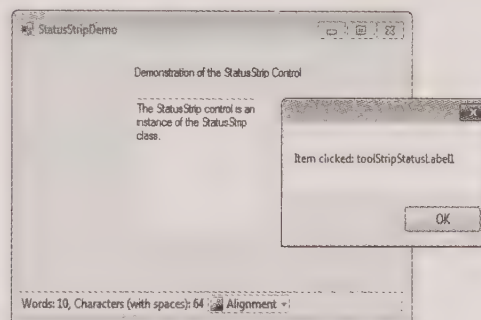 StatusStripDemo
Demonstration of the StatusStrip Control
The StatusStrip control is an
instance of the StatusStrip
class.
Item clicked: toolStripStatusLabel1
OK
Words: 10, Characters (with spaces): 64 Alignment